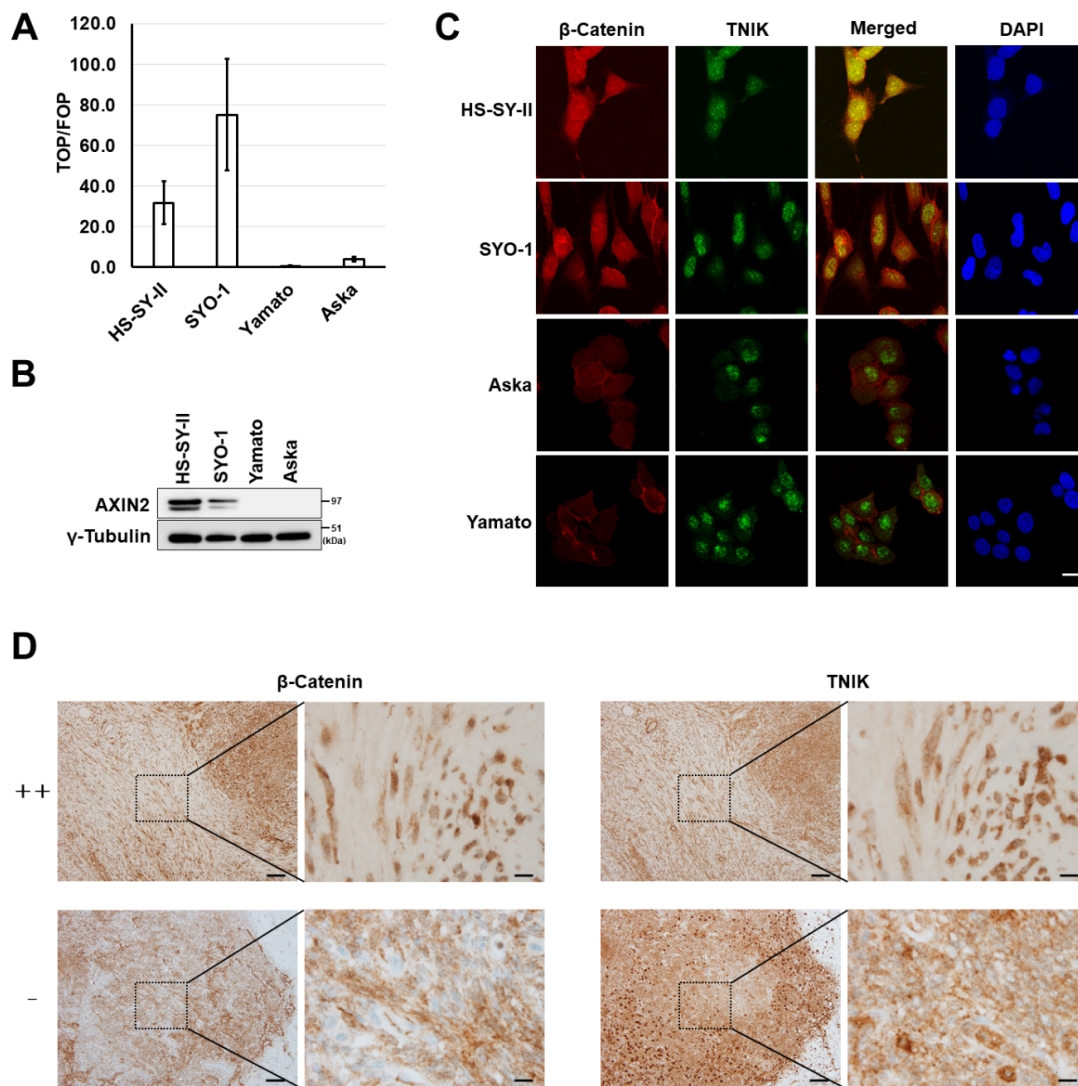 A
120.0
100.0
80.0
60.0
40.0
20.0
0.0
TOP/FOP
HS-SY-II
SYO-1
Yamato
Aska
B
HS-SY-II
SYO-1
Yamato
Aska
AXIN2
97
γ-Tubulin
51
(kDa)
C
β-Catenin
TNIK
Merged
DAPI
HS-SY-II
SYO-1
Aska
Yamato
D
β-Catenin
TNIK
++
−